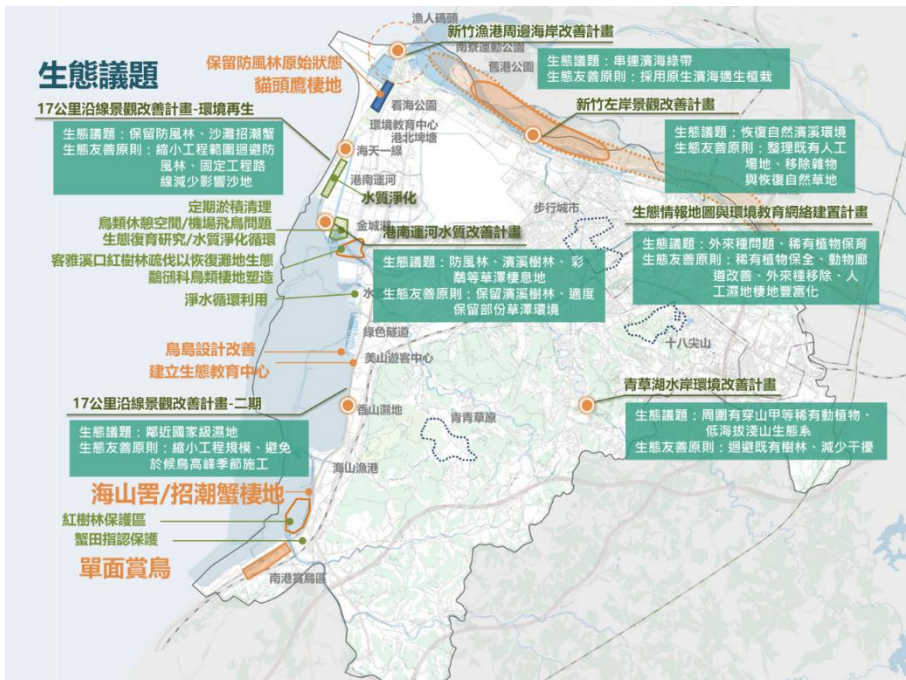 漁人碼頭
新竹漁港周邊海岸改善計畫
南寮運動公園
舊港公園
生態議題：串連濱海綠帶
生態友善原則：採用原生濱海適生植栽
生態議題
保留防風林原始狀態
貓頭鷹棲地
看海公園
17公里沿線景觀改善計畫-環境再生
生態議題：保留防風林、沙灘招潮蟹
生態友善原則：縮小工程範圍迴避防
風林、固定工程路
線減少影響沙地
環境教育中心
港北埤塘
海天一線
新竹左岸景觀改善計畫
生態議題：恢復自然濱溪環境
生態友善原則：整理既有人工
場地、移除雜物
與恢復自然草地
港南運河
水質淨化
步行城市
定期淤積清理
鳥類休憩空間/機場飛鳥問題
生態復育研究/水質淨化循環
金城湖
客雅溪口紅樹林疏伐以恢復灘地生態
鷸鴴科鳥類棲地塑造
淨水循環利用
水
港南運河水質改善計畫
生態議題：防風林、濱溪樹林、彩
鷸等草澤棲息地
生態友善原則：保留濱溪樹林、適度
保留部份草澤環境
生態情報地圖與環境教育網絡建置計畫
生態議題：外來種問題、稀有植物保育
生態友善原則：稀有植物保全、動物廊
道改善、外來種移除、人
工濕地棲地豐富化
綠色隧道
十八尖山
鳥島設計改善
建立生態教育中心
美山遊客中心
17公里沿線景觀改善計畫-二期
生態議題：鄰近國家級濕地
生態友善原則：縮小工程規模、避免
於候鳥高峰季節施工
香山濕地
青青草原
青草湖水岸環境改善計畫
生態議題：周圍有穿山甲等稀有動植物、
低海拔淺山生態系
生態友善原則：迴避既有樹林、減少干擾
海山漁港
海山罟/招潮蟹棲地
紅樹林保護區
蟹田指認保護
單面賞鳥
南港賞鳥區